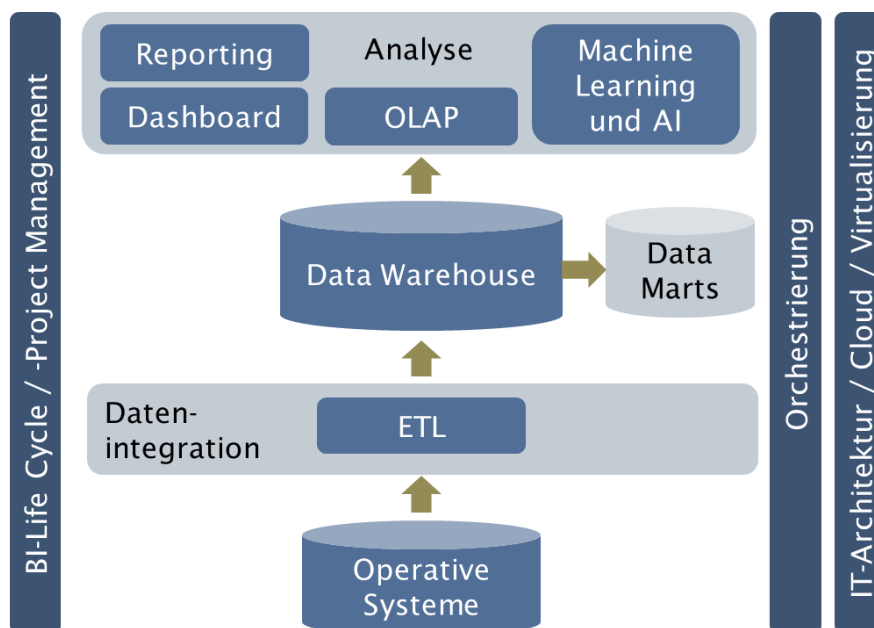 BI-Life Cycle / -Project Management
Reporting
Dashboard
Analyse
OLAP
Machine
Learning
und AI
Data Warehouse
Data
Marts
Daten-
integration
ETL
Operative
Systeme
Orchestrierung
IT-Architektur / Cloud / Virtualisierung